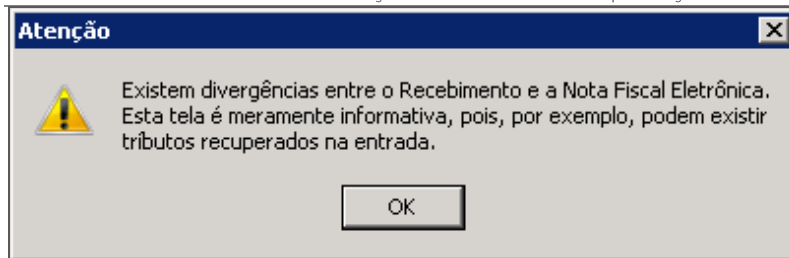 Atenção
Existem divergências entre o Recebimento e a Nota Fiscal Eletrônica.
Esta tela é meramente informativa, pois, por exemplo, podem existir
tributos recuperados na entrada.
OK